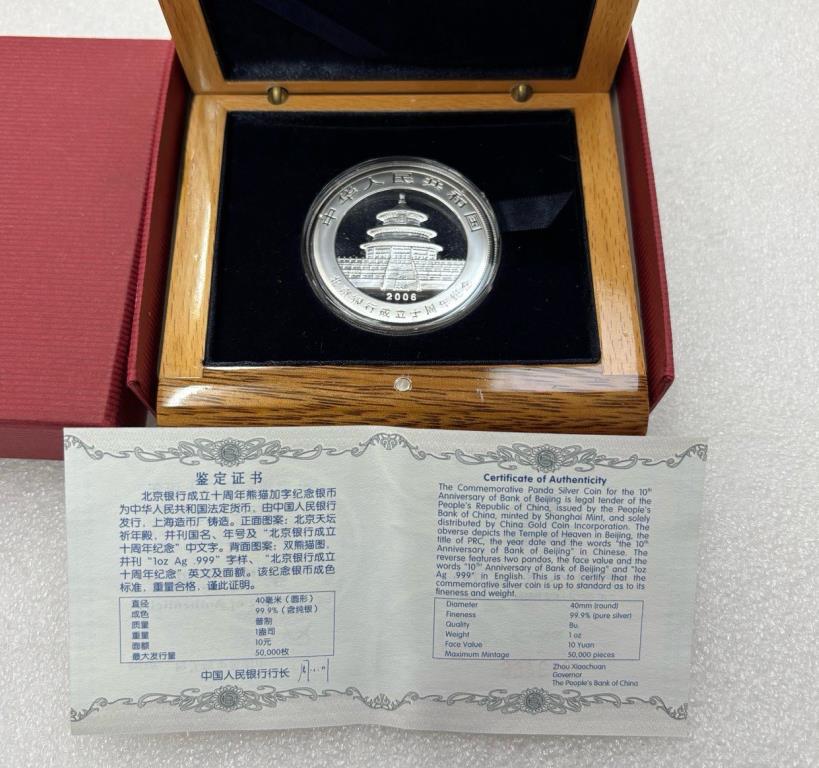 中华人民共和国
2006
北京银行成立十周年纪念
鉴定证书
北京银行成立十周年熊猫加字纪念银币
为中华人民共和国法定货币，由中国人民银行
发行，上海造币厂铸造。正面图案：北京天坛
祈年殿，并刊国名、年号及“北京银行成立
十周年纪念”中文字。背面图案：双熊猫图，
并刊“1oz Ag .999”字样、“北京银行成立
十周年纪念”英文及面额。该纪念银币成色
标准，重量合格，谨此证明。
直径 40毫米（圆形）
成色 99.9%（含纯银）
质量 普制
重量 1盎司
面额 10元
最大发行量 50,000枚
中国人民银行行长
Certificate of Authenticity
The Commemorative Panda Silver Coin for the 10th
Anniversary of Bank of Beijing is legal tender of the
People's Republic of China, issued by the People's
Bank of China, minted by Shanghai Mint, and solely
distributed by China Gold Coin Incorporation. The
obverse depicts the Temple of Heaven in Beijing, the
title of PRC, the year date and the words "the 10th
Anniversary of Bank of Beijing" in Chinese. The
reverse features two pandas, the face value and the
words "10TH Anniversary of Bank of Beijing" and "1oz
Ag .999" in English. This is to certify that the
commemorative silver coin is up to standard as to its
fineness and weight.
Diameter 40mm (round)
Fineness 99.9% (pure silver)
Quality Bu.
Weight 1 oz
Face Value 10 Yuan
Maximum Mintage 50,000 pieces
Zhou Xiaochuan
Governor
The People's Bank of China